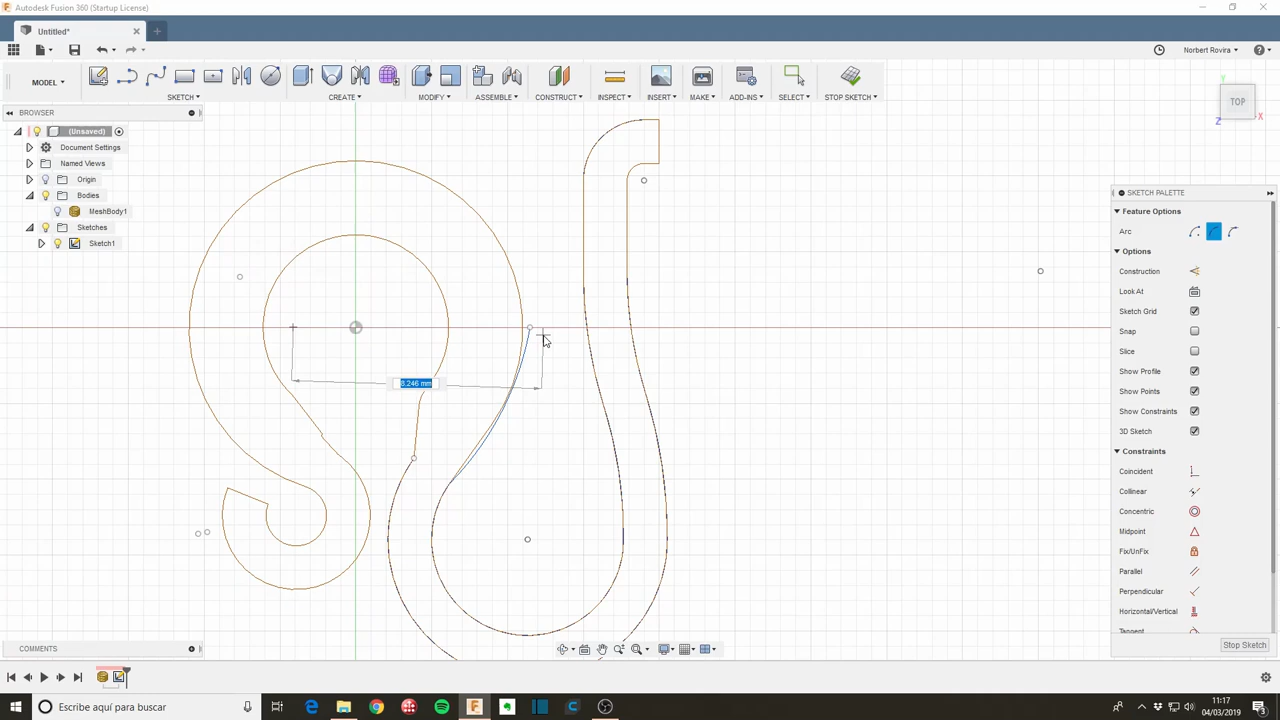 Autodesk Fusion 360 (Startup License)
Untitled*
Norbert Rovira
MODEL
SKETCH
CREATE
MODIFY
ASSEMBLE
CONSTRUCT
INSPECT
INSERT
MAKE
ADD-INS
SELECT
STOP SKETCH
Y
TOP
X
Z
BROWSER
(Unsaved)
Document Settings
Named Views
Origin
Bodies
MeshBody1
Sketches
Sketch1
8.246 mm
SKETCH PALETTE
Feature Options
Arc
Options
Construction
Look At
Sketch Grid
Snap
Slice
Show Profile
Show Points
Show Constraints
3D Sketch
Constraints
Coincident
Collinear
Concentric
Midpoint
Fix/UnFix
Parallel
Perpendicular
Horizontal/Vertical
Tangent
Stop Sketch
COMMENTS
Escribe aquí para buscar
11:17
04/03/2019